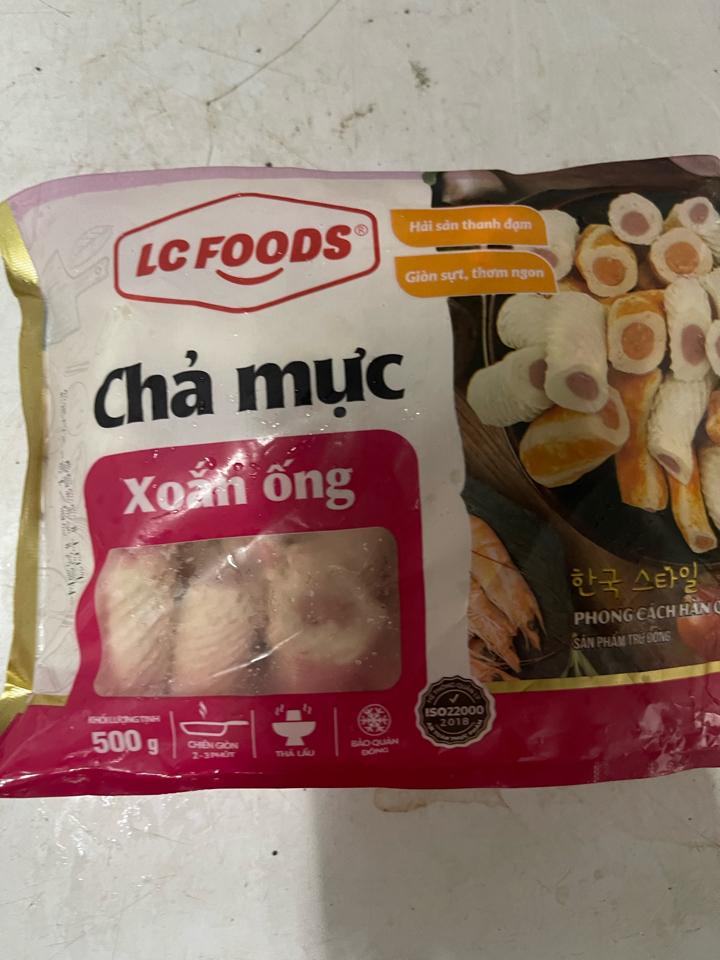 LC FOODS®
Hải sản thanh đạm
Giòn sựt, thơm ngon
Chả mực
Xoắn ống
한국 스타일
PHONG CÁCH HÀN
SẢN PHẨM TRỮ ĐÔNG
KHỐI LƯỢNG TỊNH
500 g
CHIÊN GIÒN
2-3 PHÚT
THẢ LẨU
BẢO QUẢN
ĐÔNG
ISO22000
2018